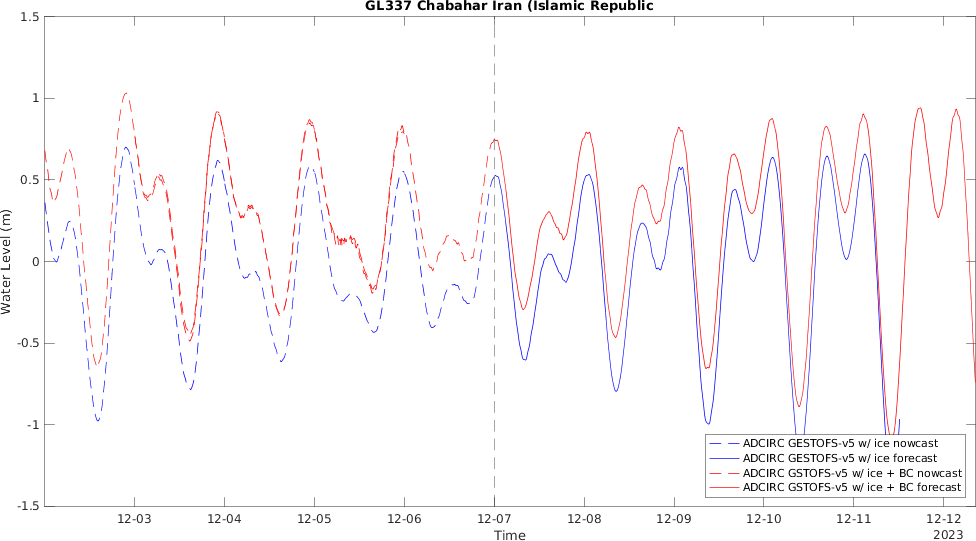 GL337 Chabahar Iran (Islamic Republic
1.5
1
0.5
0
-0.5
-1
-1.5
Water Level (m)
12-03
12-04
12-05
12-06
12-07
12-08
12-09
12-10
12-11
12-12
2023
Time
ADCIRC GESTOFS-v5 w/ ice nowcast
ADCIRC GESTOFS-v5 w/ ice forecast
ADCIRC GSTOFS-v5 w/ ice + BC nowcast
ADCIRC GSTOFS-v5 w/ ice + BC forecast